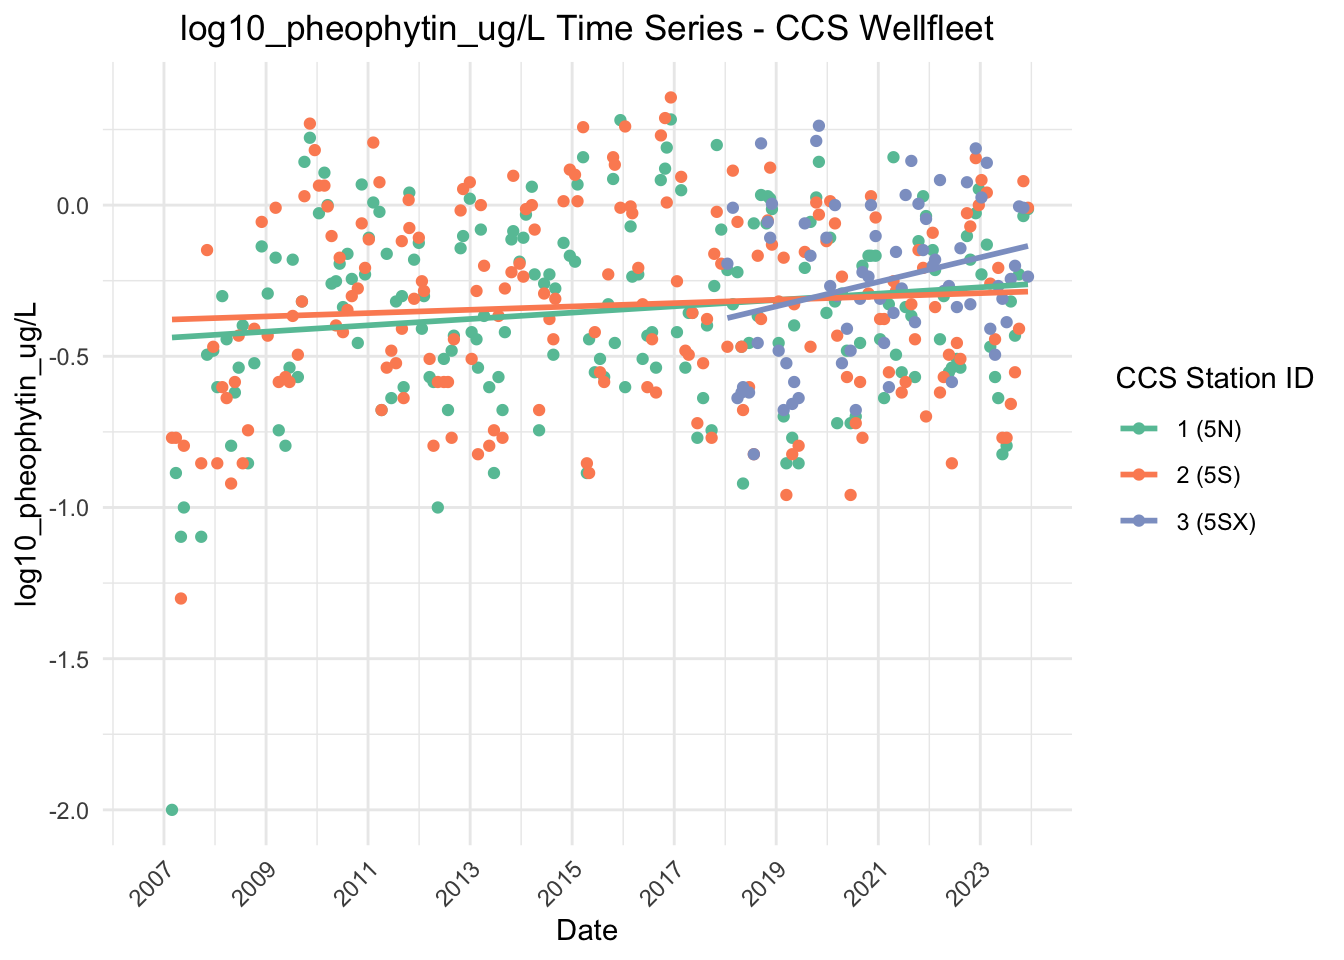 log10_pheophytin_ug/L Time Series - CCS Wellfleet
log10_pheophytin_ug/L
0.0
-0.5
-1.0
-1.5
-2.0
2007
2009
2011
2013
2015
2017
2019
2021
2023
Date
CCS Station ID
1 (5N)
2 (5S)
3 (5SX)